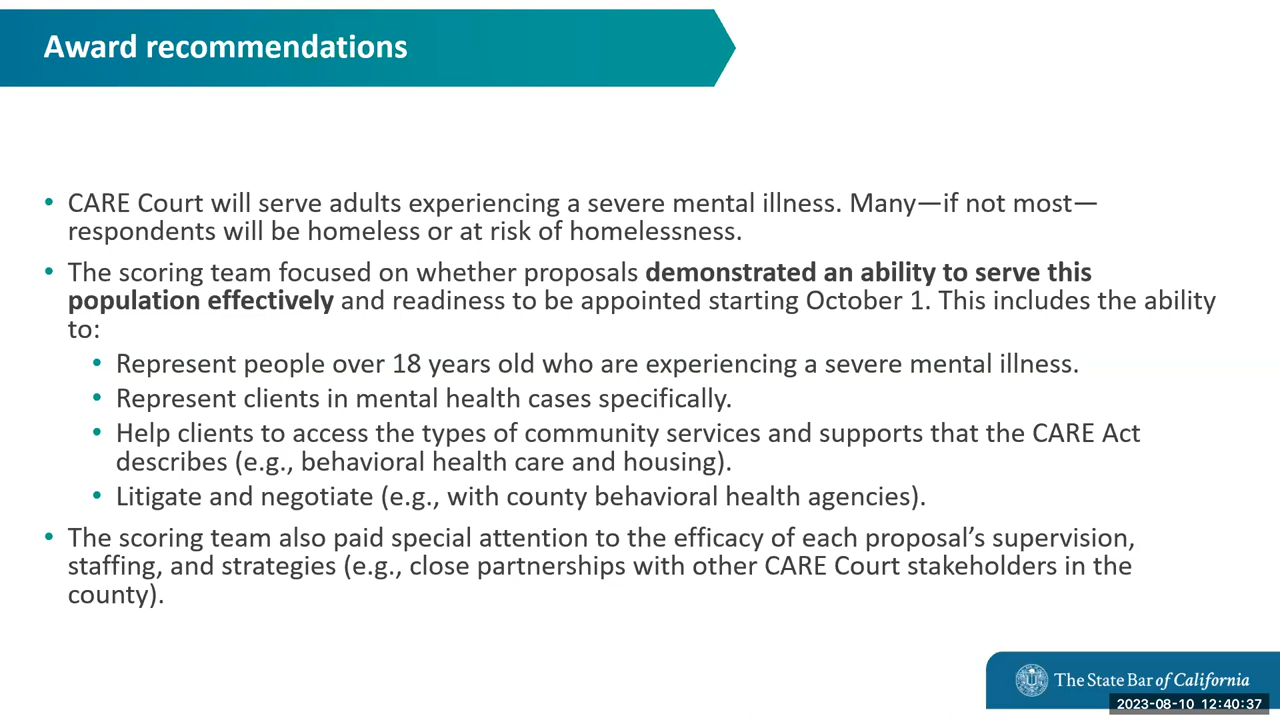 Award recommendations
• CARE Court will serve adults experiencing a severe mental illness. Many—if not most—
respondents will be homeless or at risk of homelessness.
• The scoring team focused on whether proposals demonstrated an ability to serve this
population effectively and readiness to be appointed starting October 1. This includes the ability
to:
• Represent people over 18 years old who are experiencing a severe mental illness.
• Represent clients in mental health cases specifically.
• Help clients to access the types of community services and supports that the CARE Act
describes (e.g., behavioral health care and housing).
• Litigate and negotiate (e.g., with county behavioral health agencies).
• The scoring team also paid special attention to the efficacy of each proposal’s supervision,
staffing, and strategies (e.g., close partnerships with other CARE Court stakeholders in the
county).
The State Bar of California
2023-08-10 12:40:37